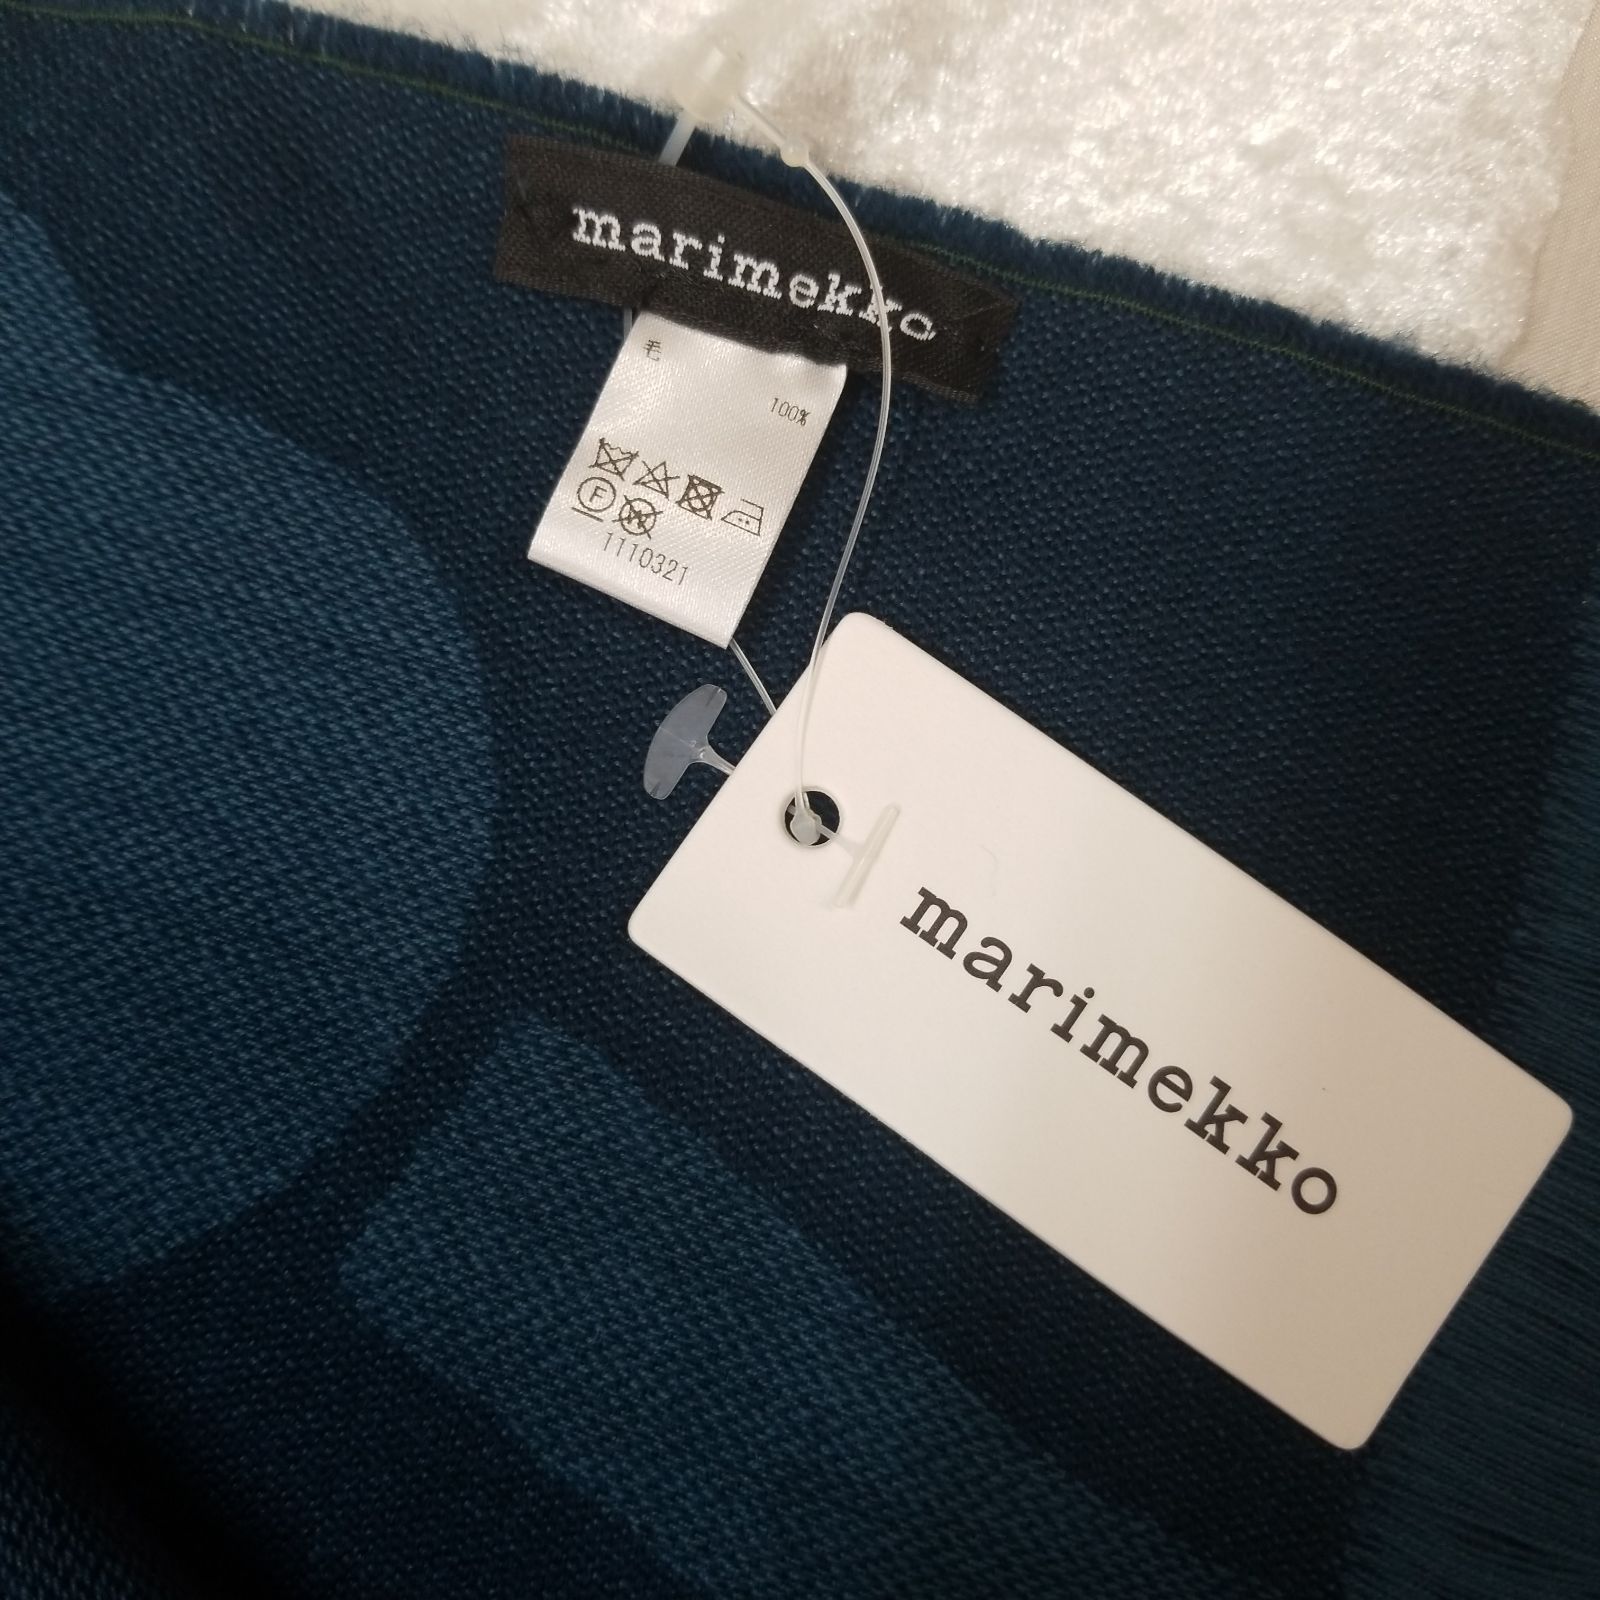 marimekko
毛
100%
F W
1110321
marimekko